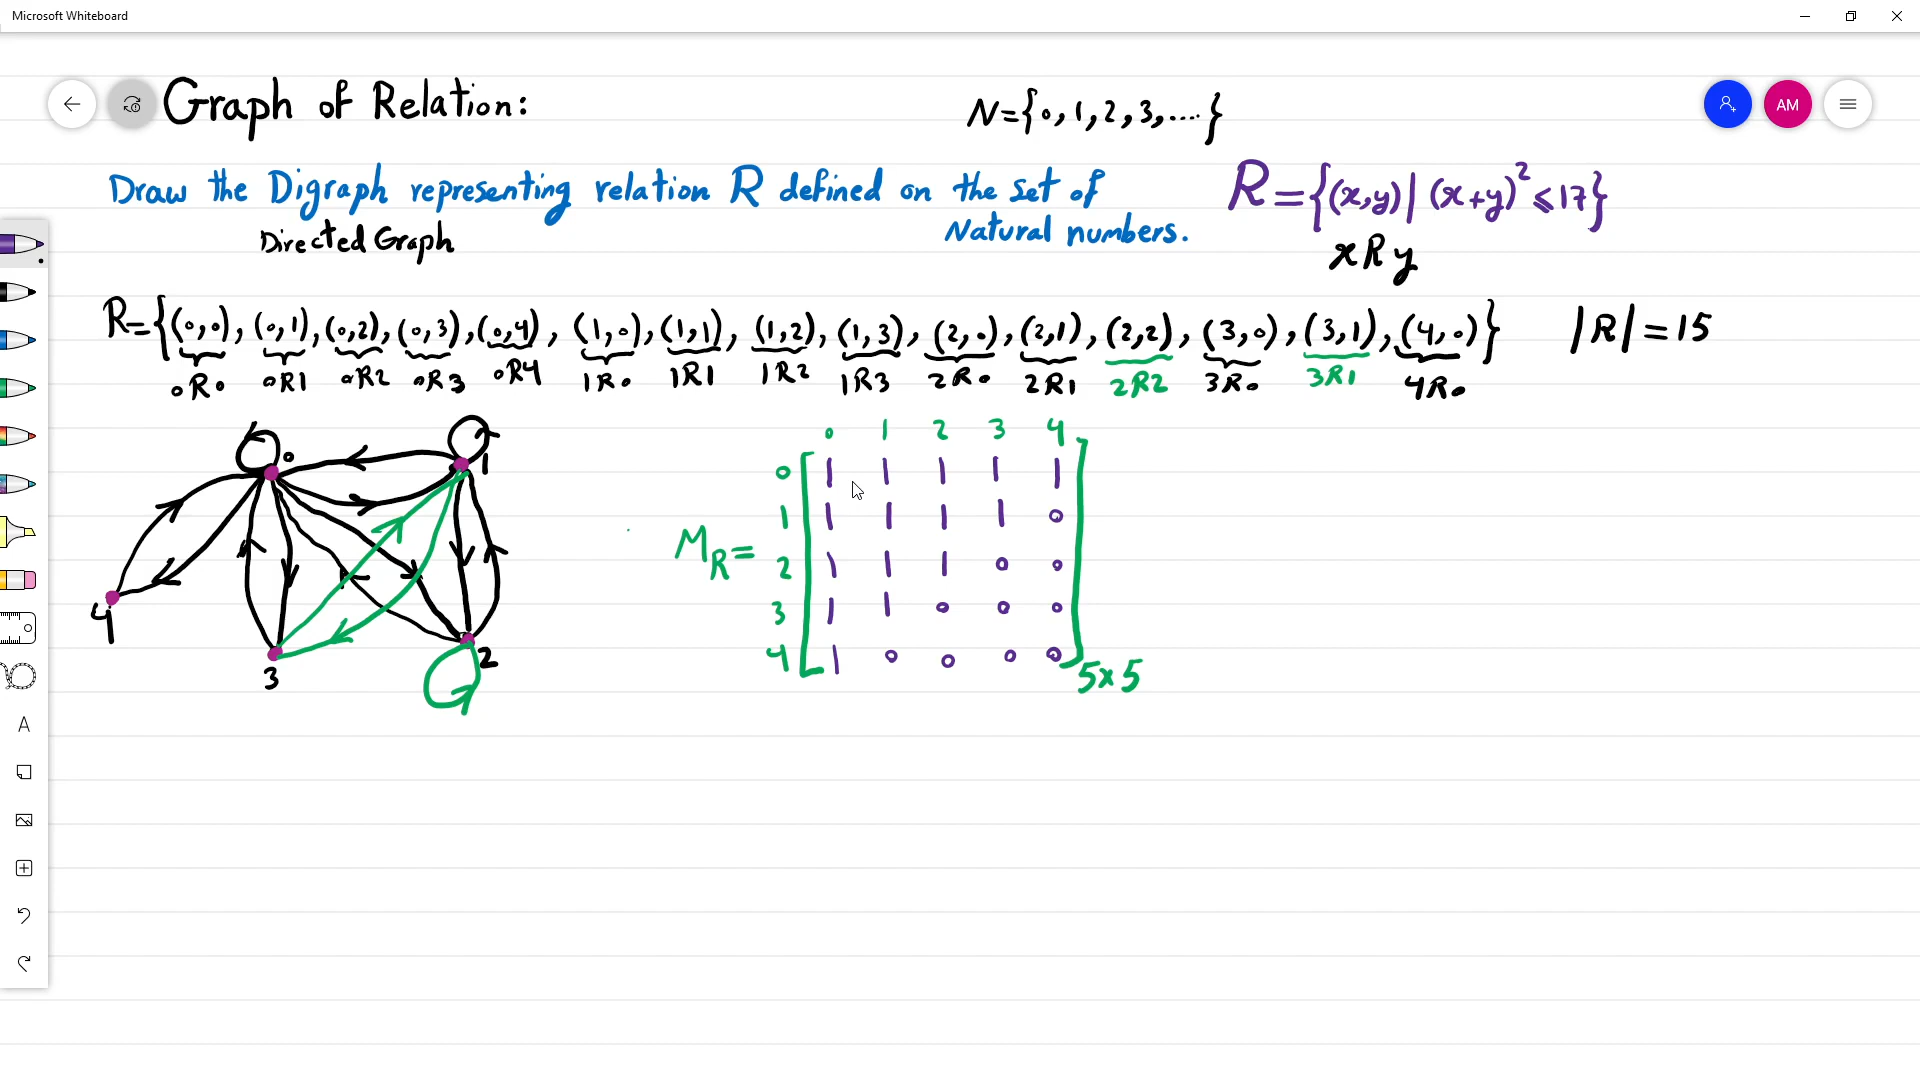 Microsoft Whiteboard
Graph of Relation:
N={0,1,2,3,....}
AM
Draw the Digraph representing relation R defined on the set of
Natural numbers.
Directed Graph
R={(x,y)|(x+y)²≤17}
xRy
R={(0,0),(0,1),(0,2),(0,3),(0,4),(1,0),(1,1),(1,2),(1,3),(2,0),(2,1),(2,2),(3,0),(3,1),(4,0)}
|R|=15
0R0 0R1 0R2 0R3 0R4 1R0 1R1 1R2 1R3 2R0 2R1 2R2 3R0 3R1 4R0
0 1
4
3 2
M_R=
0 1 2 3 4
0 1 1 1 1 1
1 1 1 1 1 0
2 1 1 1 0 0
3 1 1 0 0 0
4 1 0 0 0 0
5×5
A